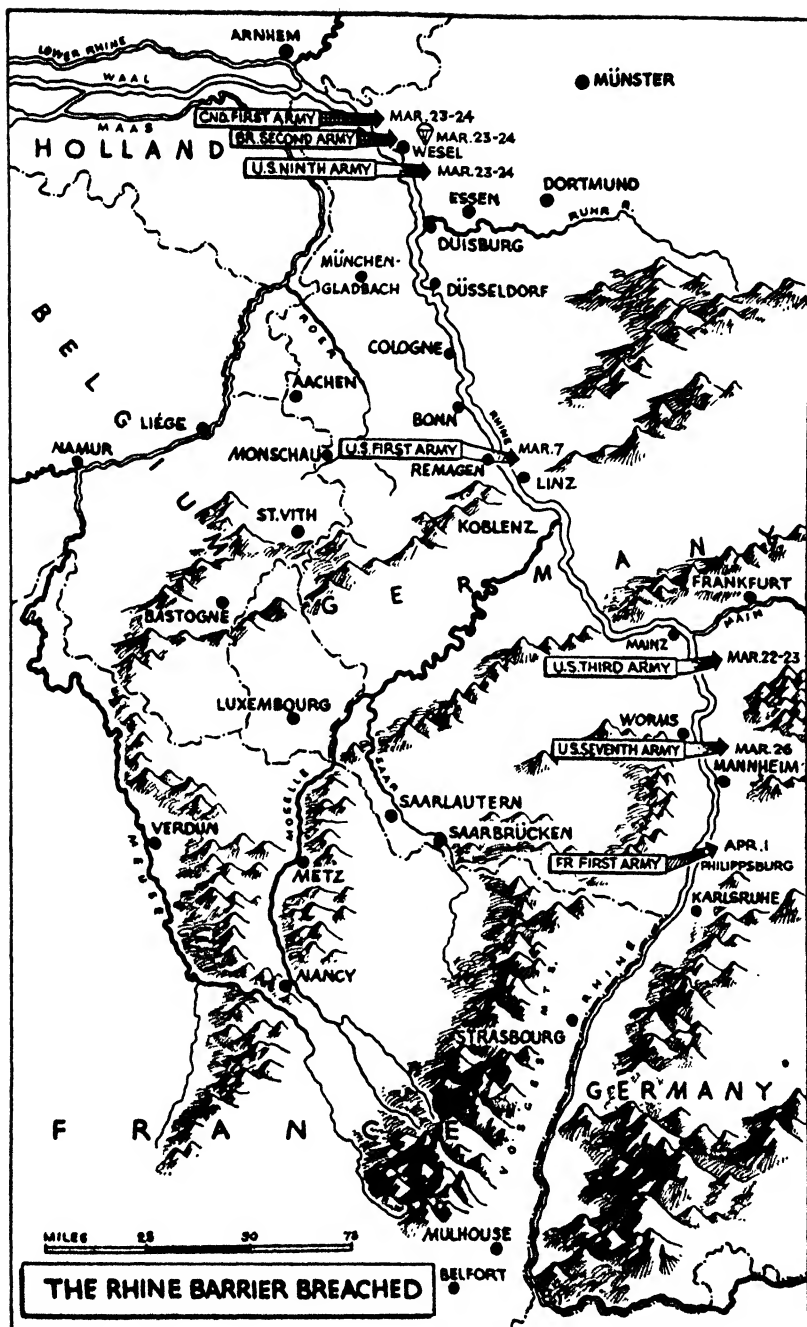 ARNHEM
LOWER RHINE
WAAL
MÜNSTER
CND. FIRST ARMY
MAR. 23-24
MAAS
BR. SECOND ARMY
MAR. 23-24
HOLLAND
WESEL
U.S. NINTH ARMY
MAR. 23-24
ESSEN
DORTMUND
RUHR R.
DUISBURG
MÜNCHEN-
GLADBACH
DÜSSELDORF
BELGIUM
ROER
COLOGNE
AACHEN
BONN
RHINE
LIÉGE
NAMUR
MONSCHAU
U.S. FIRST ARMY
MAR. 7
REMAGEN
LINZ
ST. VITH
KOBLENZ
GERMANY
FRANKFURT
BASTOGNE
MAIN
MAINZ
U.S. THIRD ARMY
MAR. 22-23
LUXEMBOURG
WORMS
U.S. SEVENTH ARMY
MAR. 26
MANNHEIM
SAAR
MOSELLE
SAARLAUTERN
VERDUN
SAARBRÜCKEN
MEUSE
METZ
FR. FIRST ARMY
APR. 1
PHILIPPSBURG
KARLSRUHE
NANCY
RHINE
STRASBOURG
VOSGES MTS.
GERMANY
FRANCE
MILES 25 50 75
MULHOUSE
BELFORT
THE RHINE BARRIER BREACHED